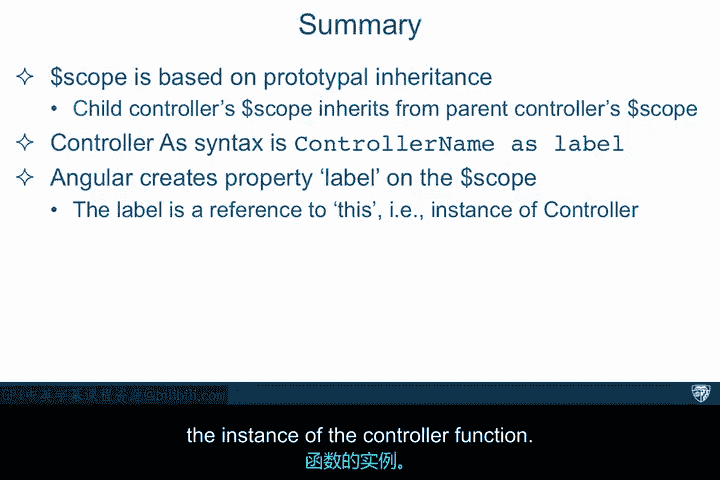 Summary
$scope is based on prototypal inheritance
• Child controller's $scope inherits from parent controller's $scope
Controller As syntax is ControllerName as label
Angular creates property ‘label’ on the $scope
• The label is a reference to ‘this’, i.e., instance of Controller
the instance of the controller function.
函数的实例。